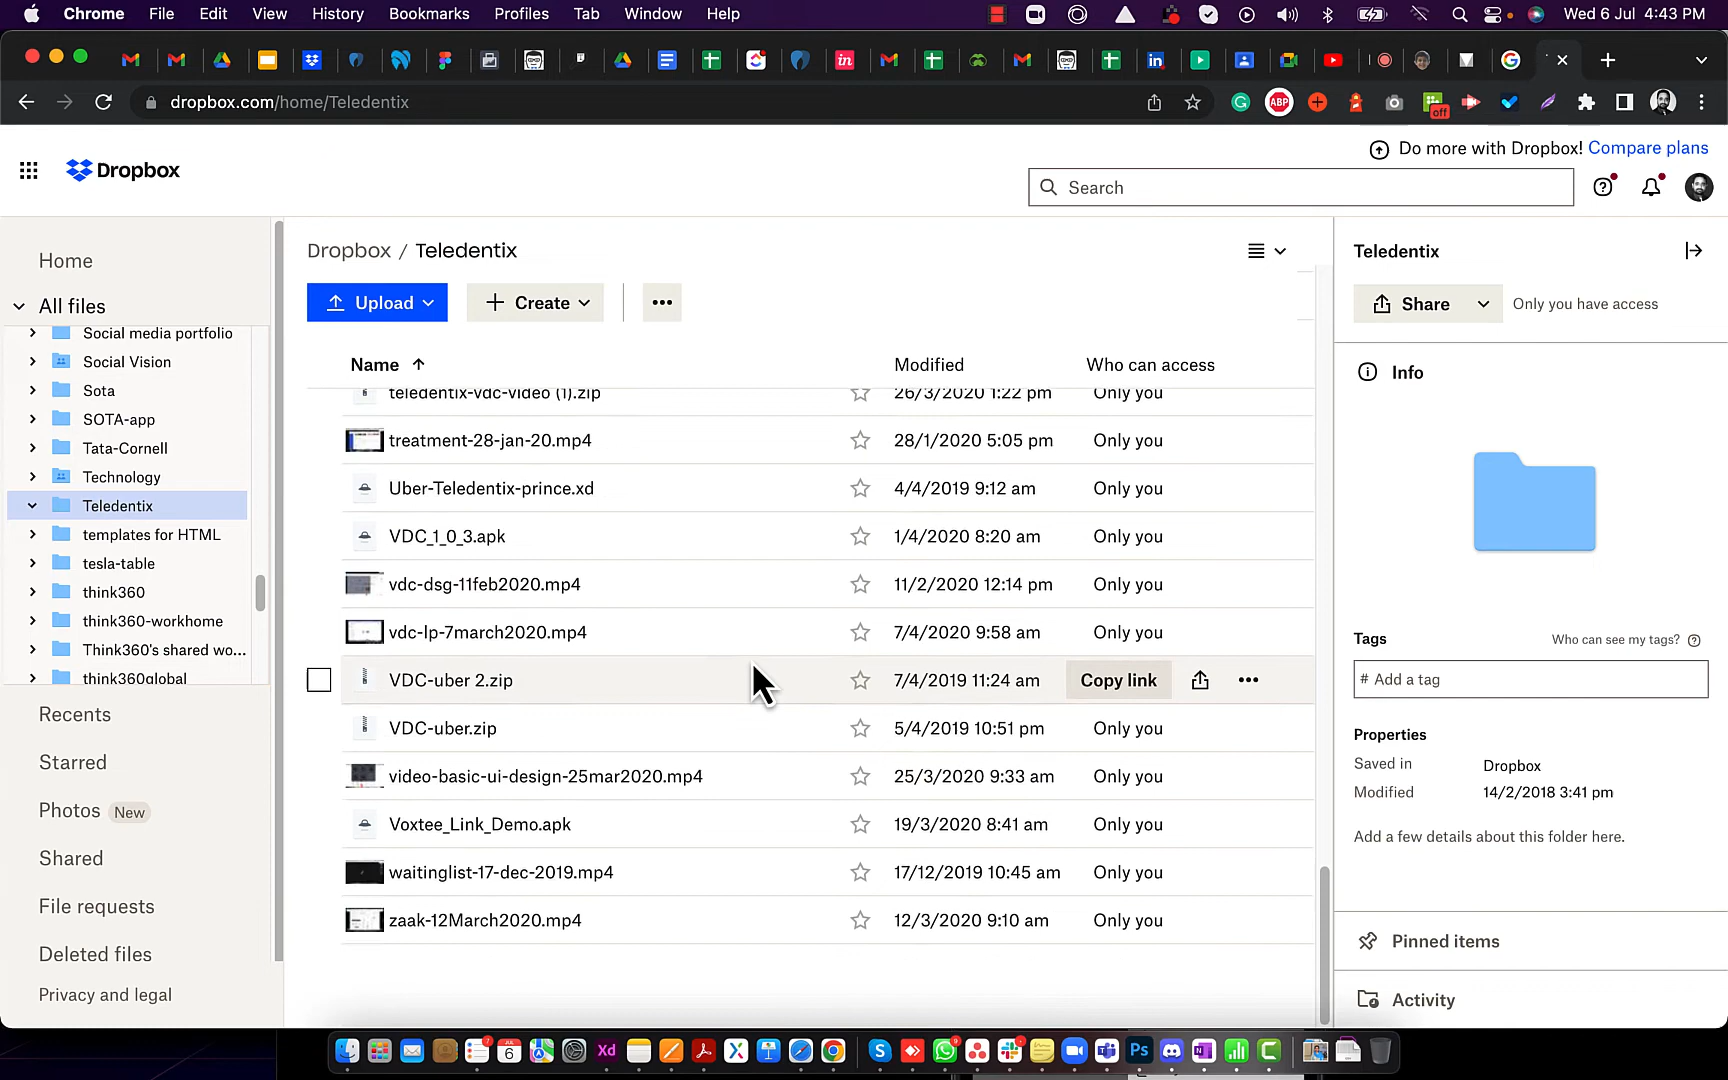 Chrome File Edit View History Bookmarks Profiles Tab Window Help Wed 6 Jul 4:43 PM
dropbox.com/home/Teledentix ABP off
Do more with Dropbox! Compare plans
Dropbox
Search
Home
All files
Social media portfolio
Social Vision
Sota
SOTA-app
Tata-Cornell
Technology
Teledentix
templates for HTML
tesla-table
think360
think360-workhome
Think360's shared wo...
think360global
Recents
Starred
Photos New
Shared
File requests
Deleted files
Privacy and legal
Dropbox / Teledentix
Upload Create
Name Modified Who can access
teledentix-vdc-video (1).zip 26/3/2020 1:22 pm Only you
treatment-28-jan-20.mp4 28/1/2020 5:05 pm Only you
Uber-Teledentix-prince.xd 4/4/2019 9:12 am Only you
VDC_1_0_3.apk 1/4/2020 8:20 am Only you
vdc-dsg-11feb2020.mp4 11/2/2020 12:14 pm Only you
vdc-lp-7march2020.mp4 7/4/2020 9:58 am Only you
VDC-uber 2.zip 7/4/2019 11:24 am Copy link
VDC-uber.zip 5/4/2019 10:51 pm Only you
video-basic-ui-design-25mar2020.mp4 25/3/2020 9:33 am Only you
Voxtee_Link_Demo.apk 19/3/2020 8:41 am Only you
waitinglist-17-dec-2019.mp4 17/12/2019 10:45 am Only you
zaak-12March2020.mp4 12/3/2020 9:10 am Only you
Teledentix
Share Only you have access
Info
Tags Who can see my tags?
# Add a tag
Properties
Saved in Dropbox
Modified 14/2/2018 3:41 pm
Add a few details about this folder here.
Pinned items
Activity